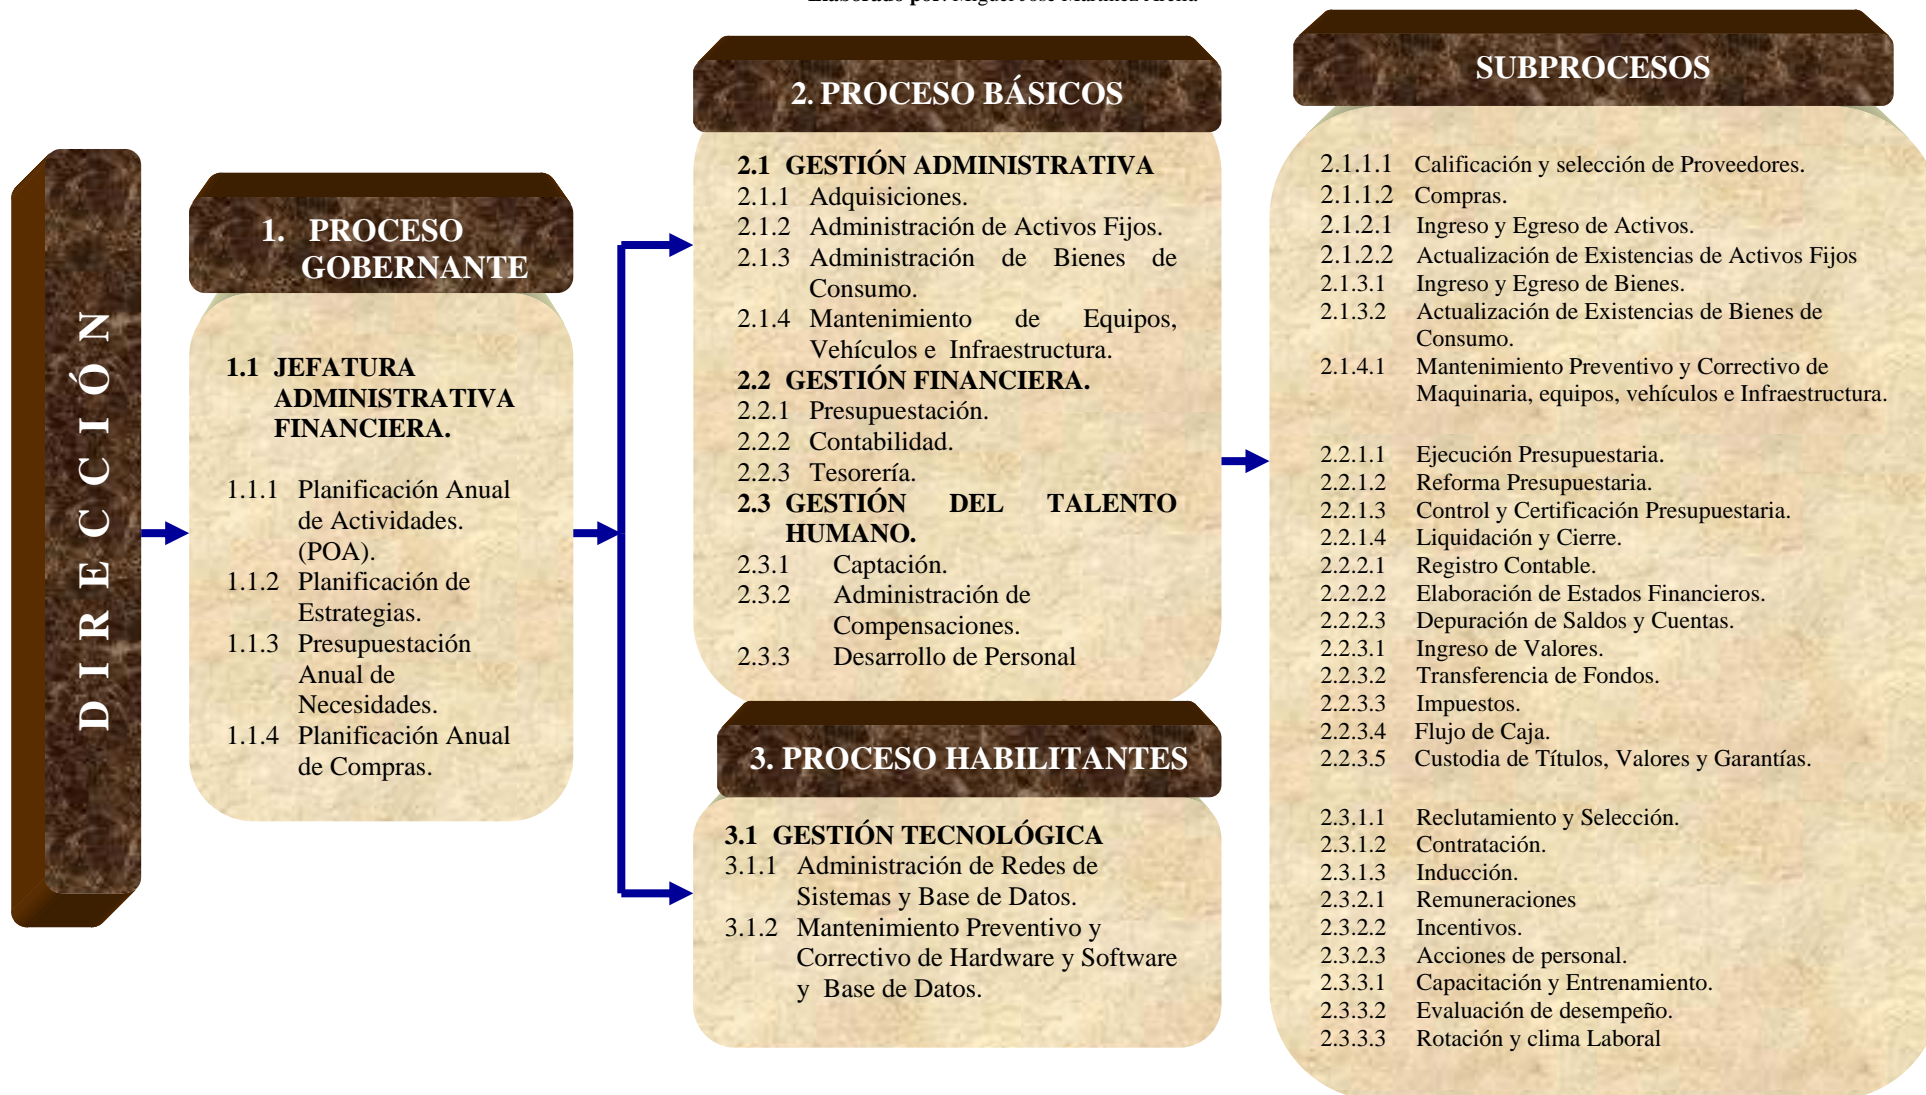 Elaborado por: Miguel José Martínez
D I R E C C I Ó N
1. PROCESO
GOBERNANTE
1.1 JEFATURA
ADMINISTRATIVA
FINANCIERA.
1.1.1 Planificación Anual
de Actividades.
(POA).
1.1.2 Planificación de
Estrategias.
1.1.3 Presupuestación
Anual de
Necesidades.
1.1.4 Planificación Anual
de Compras.
2. PROCESO BÁSICOS
2.1 GESTIÓN ADMINISTRATIVA
2.1.1 Adquisiciones.
2.1.2 Administración de Activos Fijos.
2.1.3 Administración de Bienes de
Consumo.
2.1.4 Mantenimiento de Equipos,
Vehículos e Infraestructura.
2.2 GESTIÓN FINANCIERA.
2.2.1 Presupuestación.
2.2.2 Contabilidad.
2.2.3 Tesorería.
2.3 GESTIÓN DEL TALENTO
HUMANO.
2.3.1 Captación.
2.3.2 Administración de
Compensaciones.
2.3.3 Desarrollo de Personal
3. PROCESO HABILITANTES
3.1 GESTIÓN TECNOLÓGICA
3.1.1 Administración de Redes de
Sistemas y Base de Datos.
3.1.2 Mantenimiento Preventivo y
Correctivo de Hardware y Software
y Base de Datos.
SUBPROCESOS
2.1.1.1 Calificación y selección de Proveedores.
2.1.1.2 Compras.
2.1.2.1 Ingreso y Egreso de Activos.
2.1.2.2 Actualización de Existencias de Activos Fijos
2.1.3.1 Ingreso y Egreso de Bienes.
2.1.3.2 Actualización de Existencias de Bienes de
Consumo.
2.1.4.1 Mantenimiento Preventivo y Correctivo de
Maquinaria, equipos, vehículos e Infraestructura.
2.2.1.1 Ejecución Presupuestaria.
2.2.1.2 Reforma Presupuestaria.
2.2.1.3 Control y Certificación Presupuestaria.
2.2.1.4 Liquidación y Cierre.
2.2.2.1 Registro Contable.
2.2.2.2 Elaboración de Estados Financieros.
2.2.2.3 Depuración de Saldos y Cuentas.
2.2.3.1 Ingreso de Valores.
2.2.3.2 Transferencia de Fondos.
2.2.3.3 Impuestos.
2.2.3.4 Flujo de Caja.
2.2.3.5 Custodia de Títulos, Valores y Garantías.
2.3.1.1 Reclutamiento y Selección.
2.3.1.2 Contratación.
2.3.1.3 Inducción.
2.3.2.1 Remuneraciones
2.3.2.2 Incentivos.
2.3.2.3 Acciones de personal.
2.3.3.1 Capacitación y Entrenamiento.
2.3.3.2 Evaluación de desempeño.
2.3.3.3 Rotación y clima Laboral